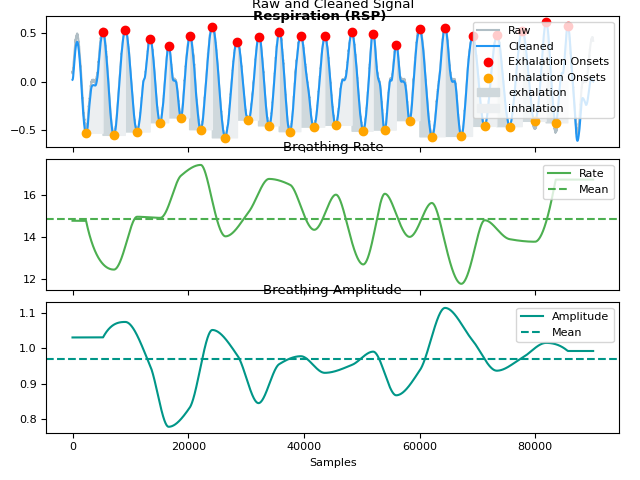 Raw and Cleaned Signal
Respiration (RSP)
0.5
0.0
−0.5
Raw
Cleaned
Exhalation Onsets
Inhalation Onsets
exhalation
inhalation
Breathing Rate
16
14
12
Rate
Mean
Breathing Amplitude
1.1
1.0
0.9
0.8
Amplitude
Mean
0 20000 40000 60000 80000
Samples